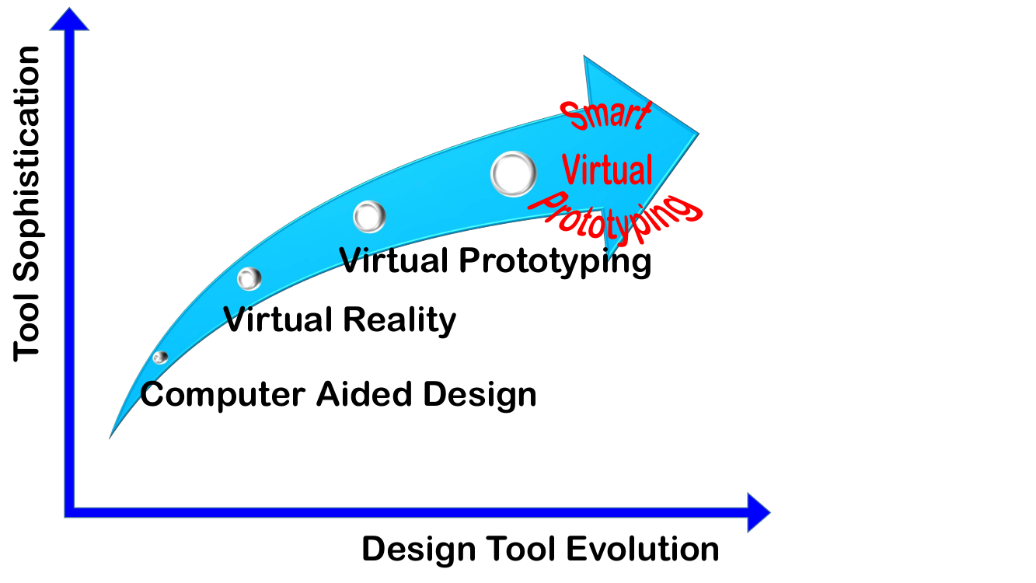 Tool Sophistication
Smart
Virtual
Prototyping
Virtual Prototyping
Virtual Reality
Computer Aided Design
Design Tool Evolution